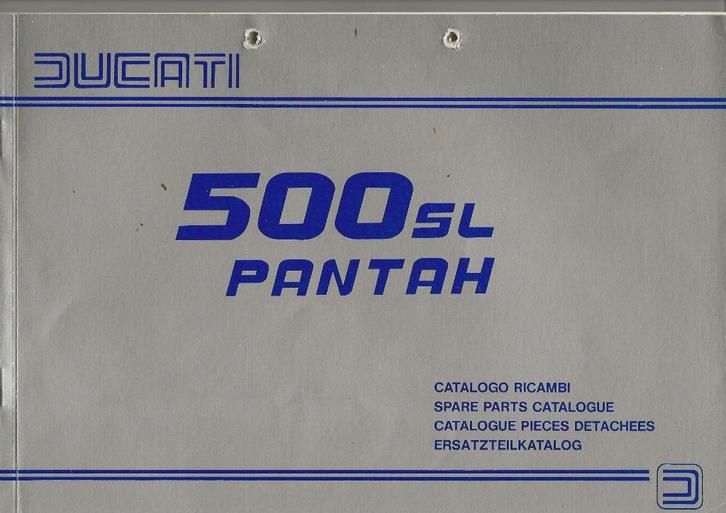 DUCATI
500SL
PANTAH
CATALOGO RICAMBI
SPARE PARTS CATALOGUE
CATALOGUE PIECES DETACHEES
ERSATZTEILKATALOG